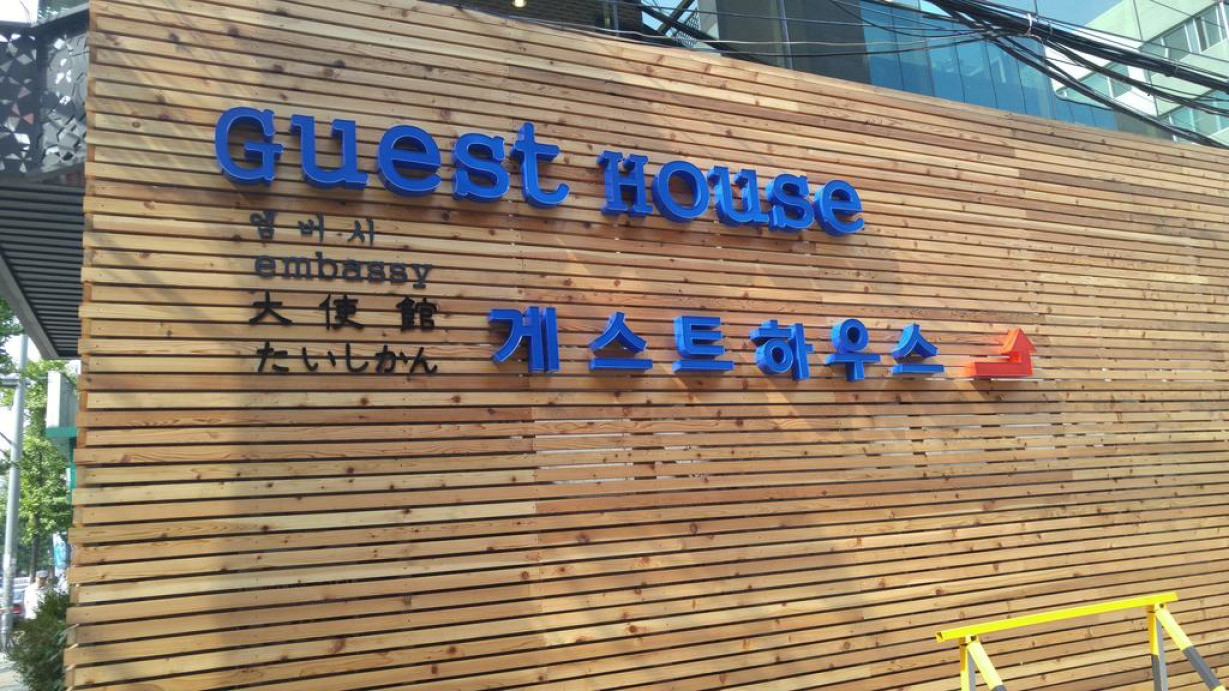 Guest House
엠버시
embassy
大使館
たいしかん
게스트하우스